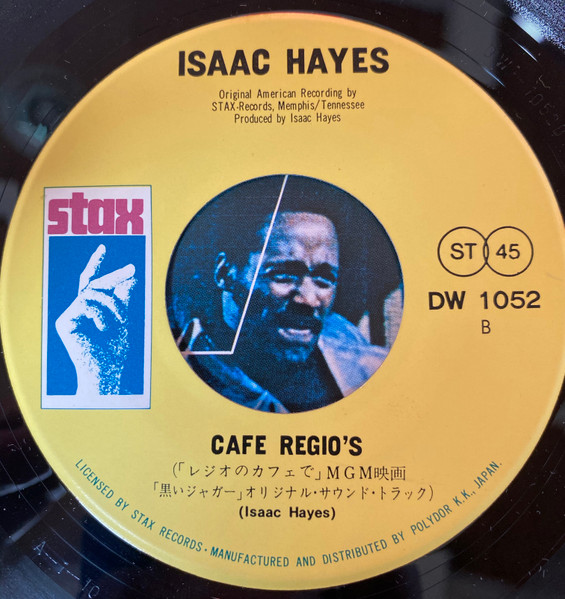 ISAAC HAYES
Original American Recording by
STAX-Records, Memphis/Tennessee
Produced by Isaac Hayes
stax
ST 45
DW 1052
B
CAFE REGIO'S
(「レジオのカフェで」MGM映画
「黒いジャガー」オリジナル・サウンド・トラック)
(Isaac Hayes)
LICENSED BY STAX RECORDS・MANUFACTURED AND DISTRIBUTED BY POLYDOR K.K., JAPAN.